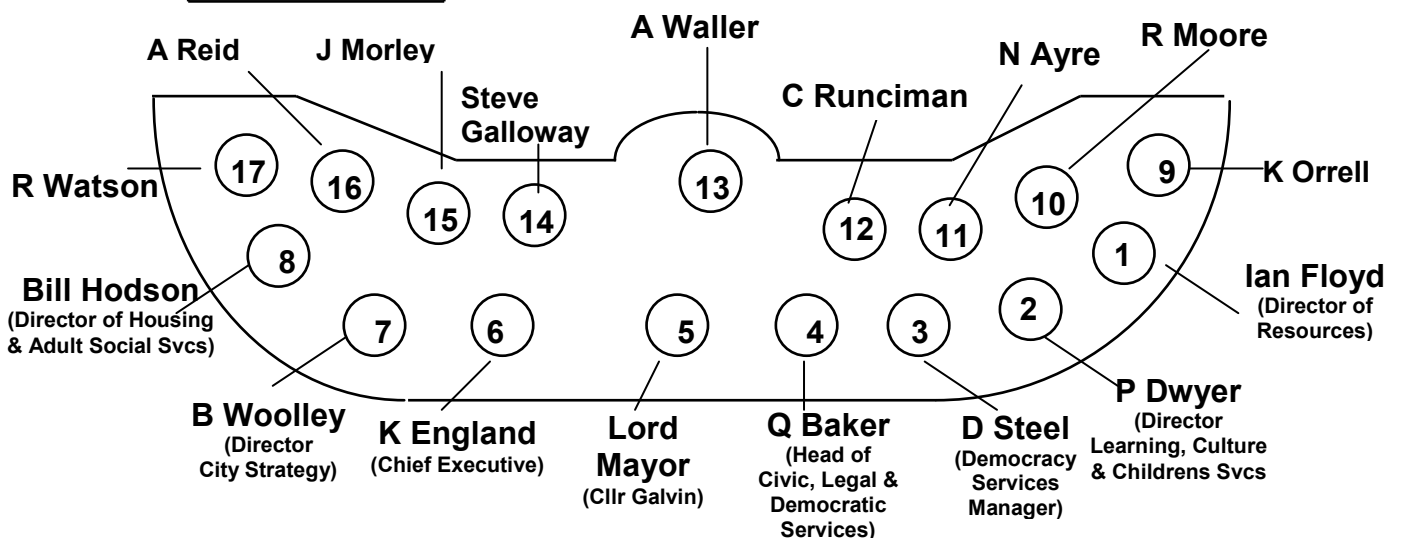 A Waller
R Moore
A Reid
J Morley
N Ayre
Steve
Galloway
C Runciman
17
16
15
14
13
12
11
10
9
R Watson
K Orrell
8
1
Bill Hodson
(Director of Housing
& Adult Social Svcs)
Ian Floyd
(Director of
Resources)
7
6
5
4
3
2
B Woolley
(Director
City Strategy)
K England
(Chief Executive)
Lord
Mayor
(Cllr Galvin)
Q Baker
(Head of
Civic, Legal &
Democratic
Services)
D Steel
(Democracy
Services
Manager)
P Dwyer
(Director
Learning, Culture
& Childrens Svcs